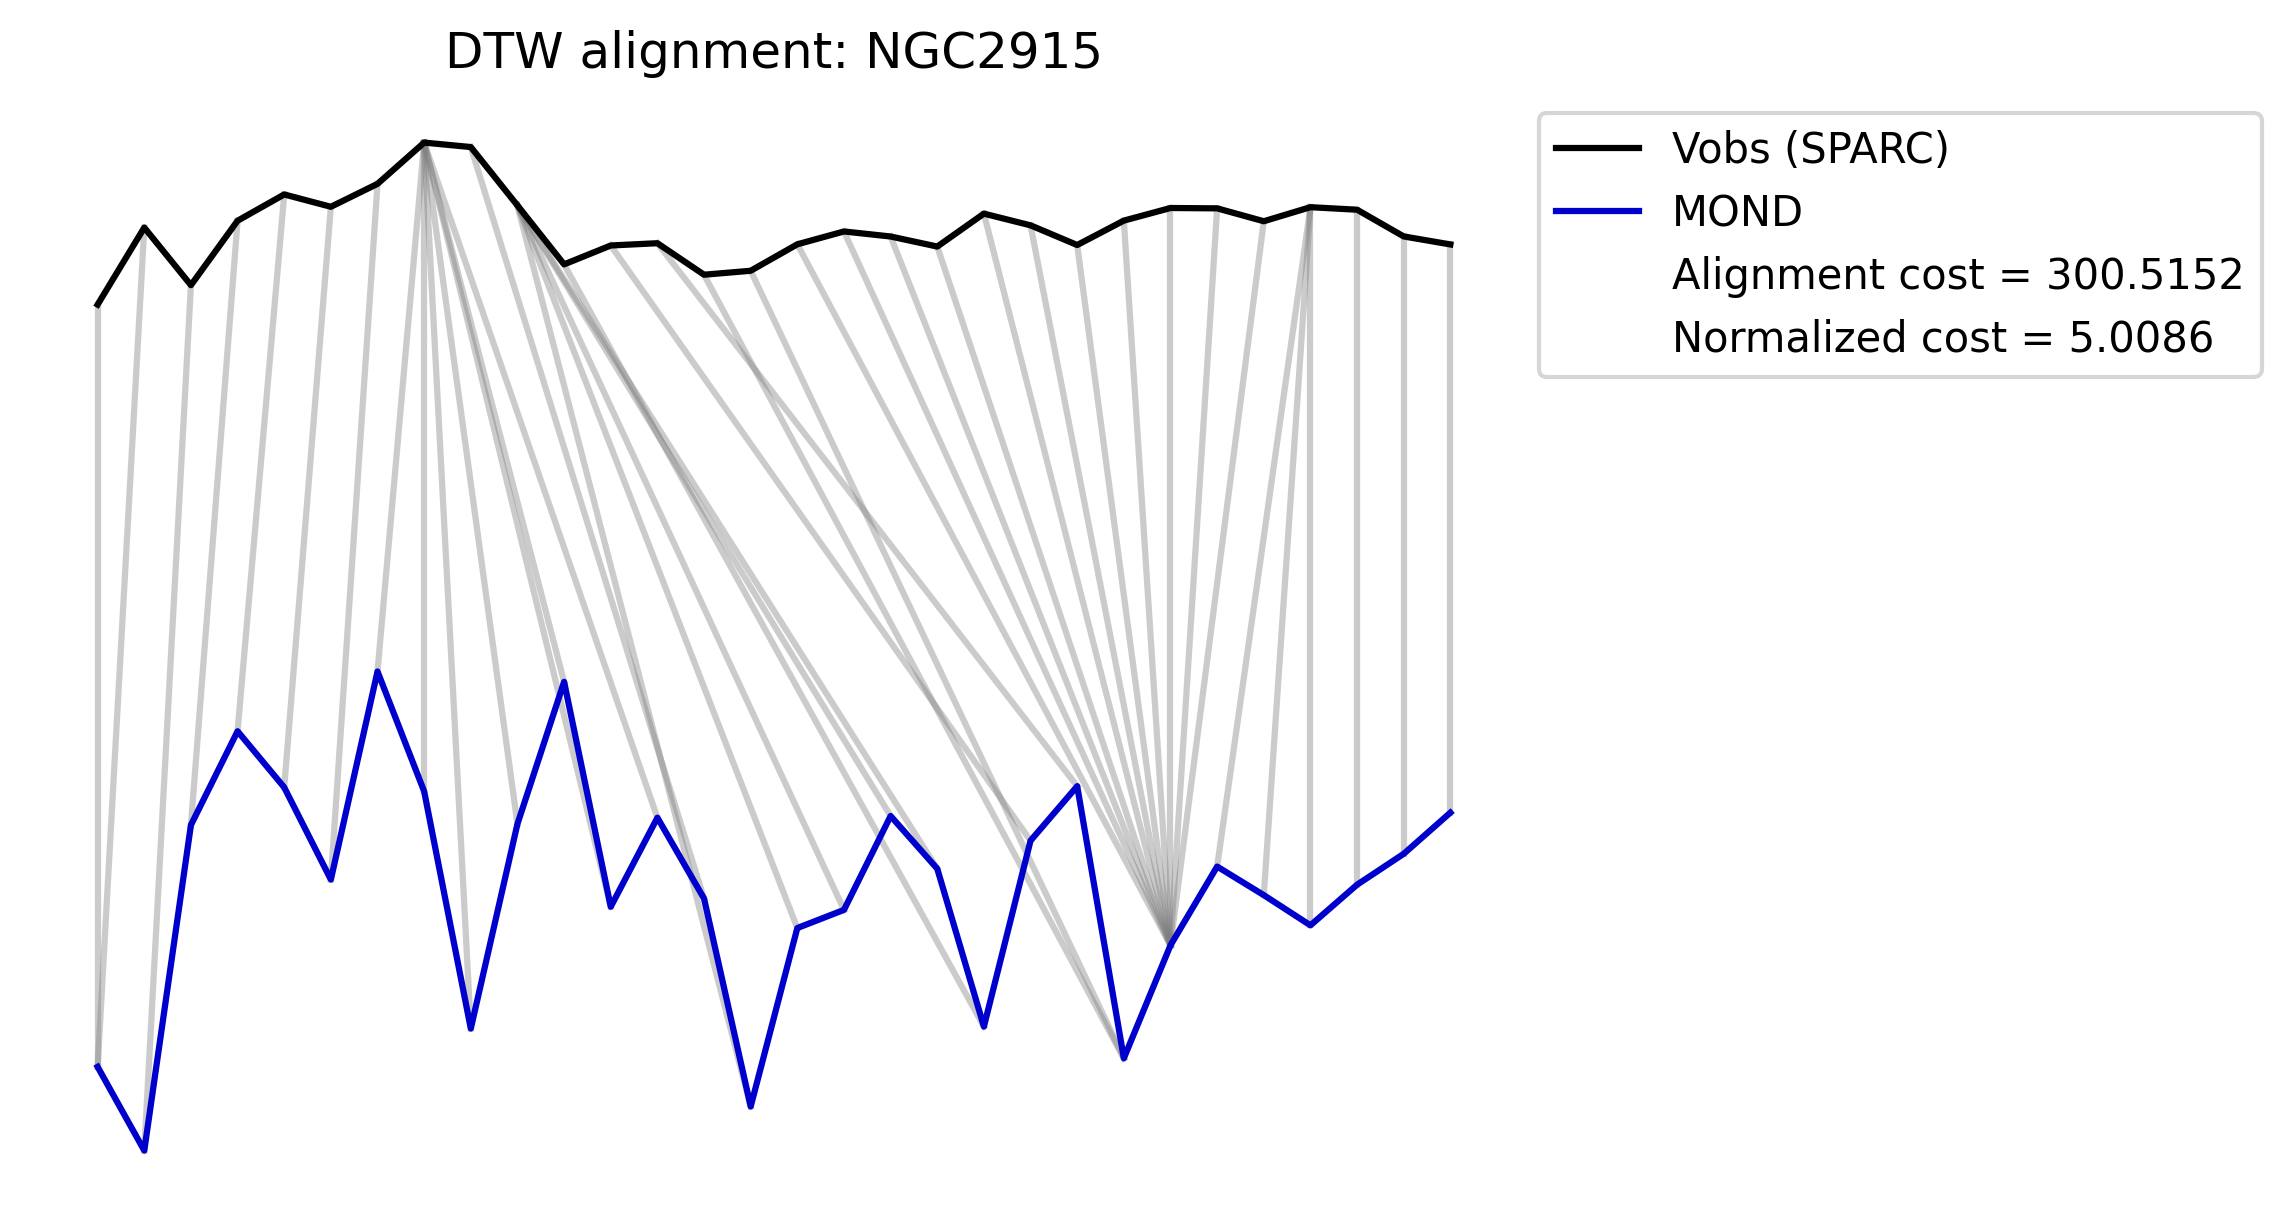 DTW alignment: NGC2915
Vobs (SPARC)
MOND
Alignment cost = 300.5152
Normalized cost = 5.0086